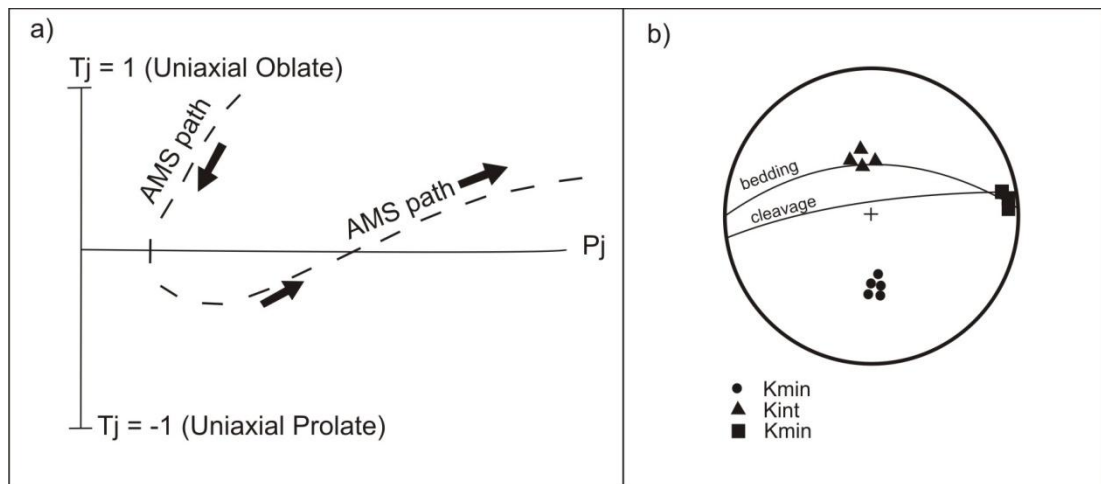 a)
Tj = 1 (Uniaxial Oblate)
AMS path
AMS path
Pj
Tj = -1 (Uniaxial Prolate)
b)
bedding
cleavage
Kmin
Kint
Kmin